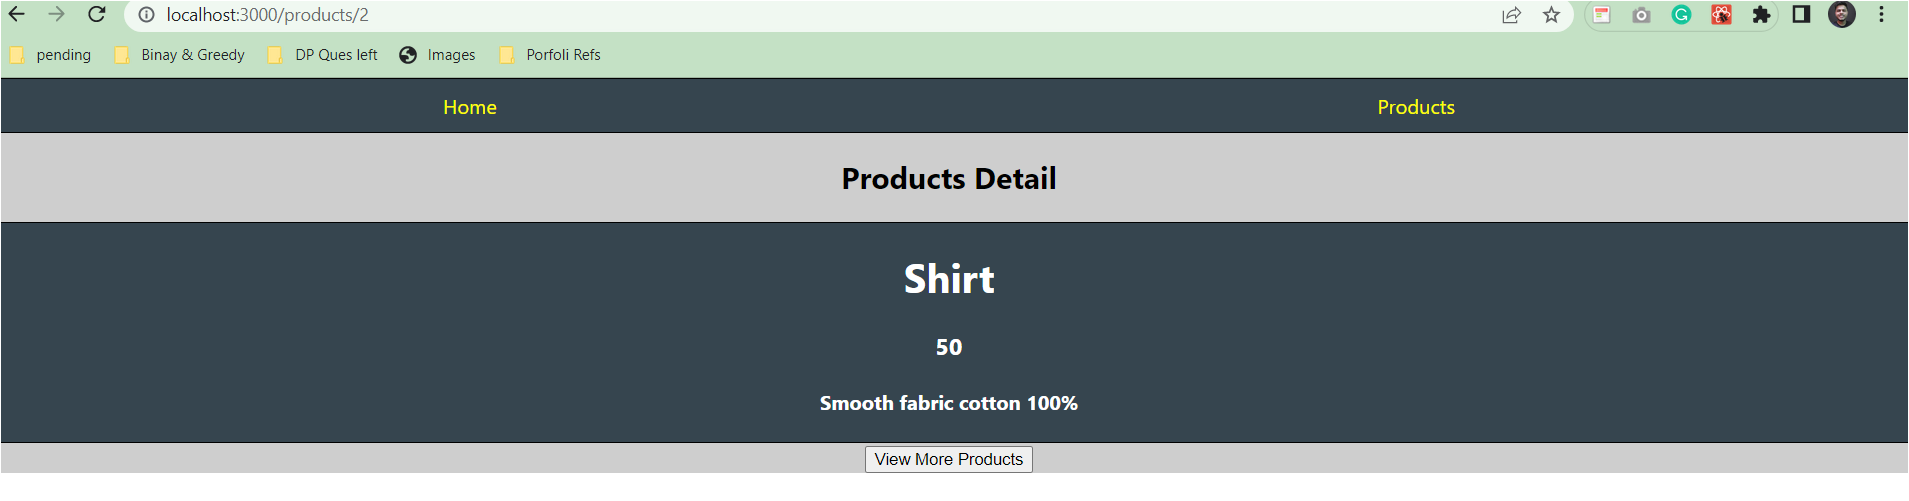 localhost:3000/products/2
pending Binay & Greedy DP Ques left Images Porfoli Refs
Home Products
Products Detail
Shirt
50
Smooth fabric cotton 100%
View More Products